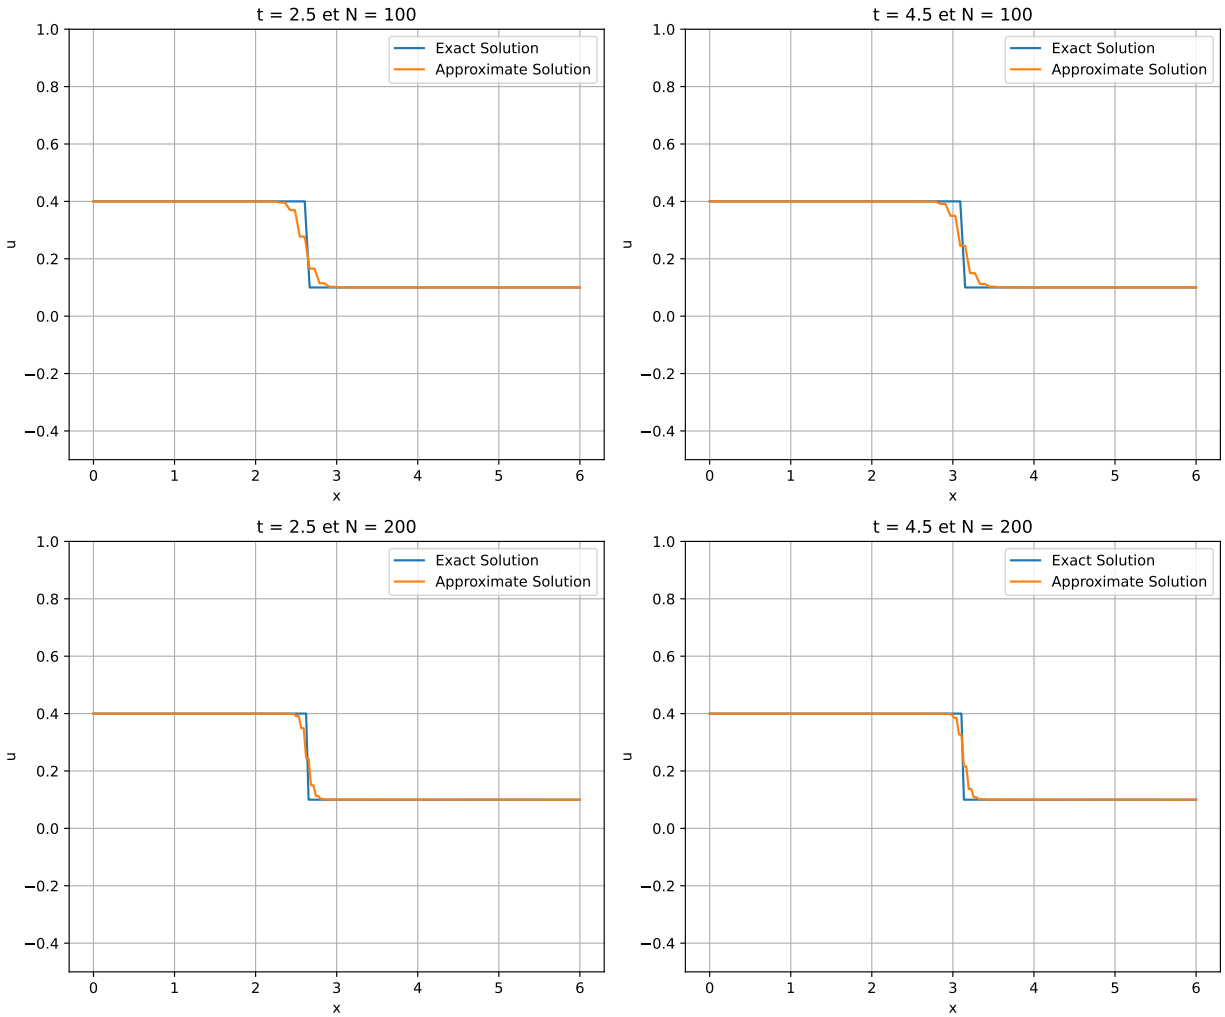 t = 2.5 et N = 100
Exact Solution
Approximate Solution
1.0
0.8
0.6
0.4
0.2
0.0
−0.2
−0.4
u
0 1 2 3 4 5 6
x
t = 4.5 et N = 100
Exact Solution
Approximate Solution
1.0
0.8
0.6
0.4
0.2
0.0
−0.2
−0.4
u
0 1 2 3 4 5 6
x
t = 2.5 et N = 200
Exact Solution
Approximate Solution
1.0
0.8
0.6
0.4
0.2
0.0
−0.2
−0.4
u
0 1 2 3 4 5 6
x
t = 4.5 et N = 200
Exact Solution
Approximate Solution
1.0
0.8
0.6
0.4
0.2
0.0
−0.2
−0.4
u
0 1 2 3 4 5 6
x